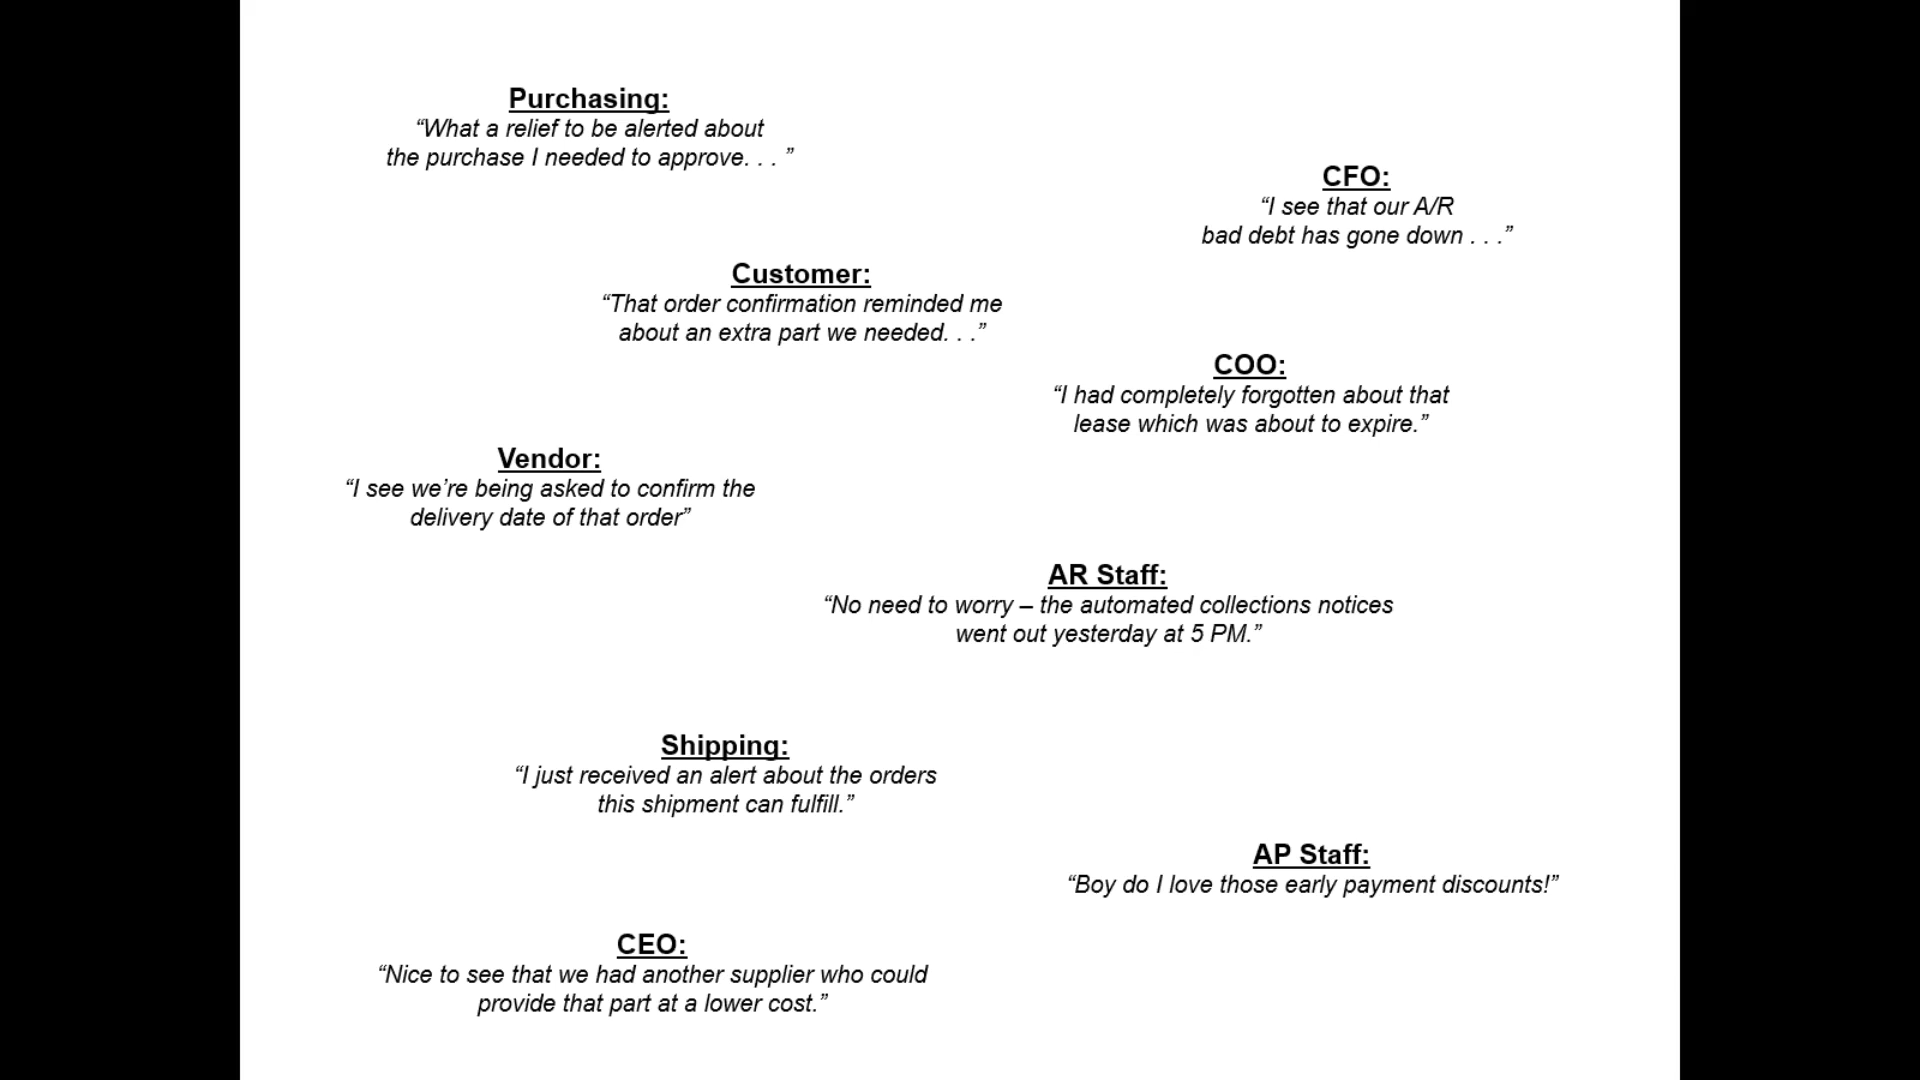 Purchasing:
“What a relief to be alerted about
the purchase I needed to approve. . . ”
CFO:
“I see that our A/R
bad debt has gone down . . .”
Customer:
“That order confirmation reminded me
about an extra part we needed. . .”
COO:
“I had completely forgotten about that
lease which was about to expire.”
Vendor:
“I see we’re being asked to confirm the
delivery date of that order”
AR Staff:
“No need to worry – the automated collections notices
went out yesterday at 5 PM.”
Shipping:
“I just received an alert about the orders
this shipment can fulfill.”
AP Staff:
“Boy do I love those early payment discounts!”
CEO:
“Nice to see that we had another supplier who could
provide that part at a lower cost.”